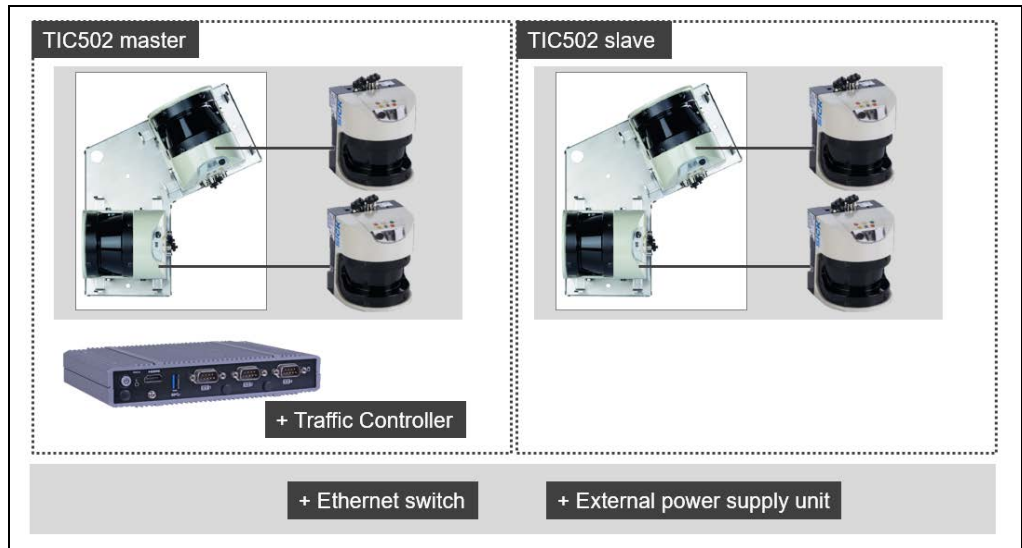 TIC502 master
TIC502 slave
+ Traffic Controller
+ Ethernet switch
+ External power supply unit